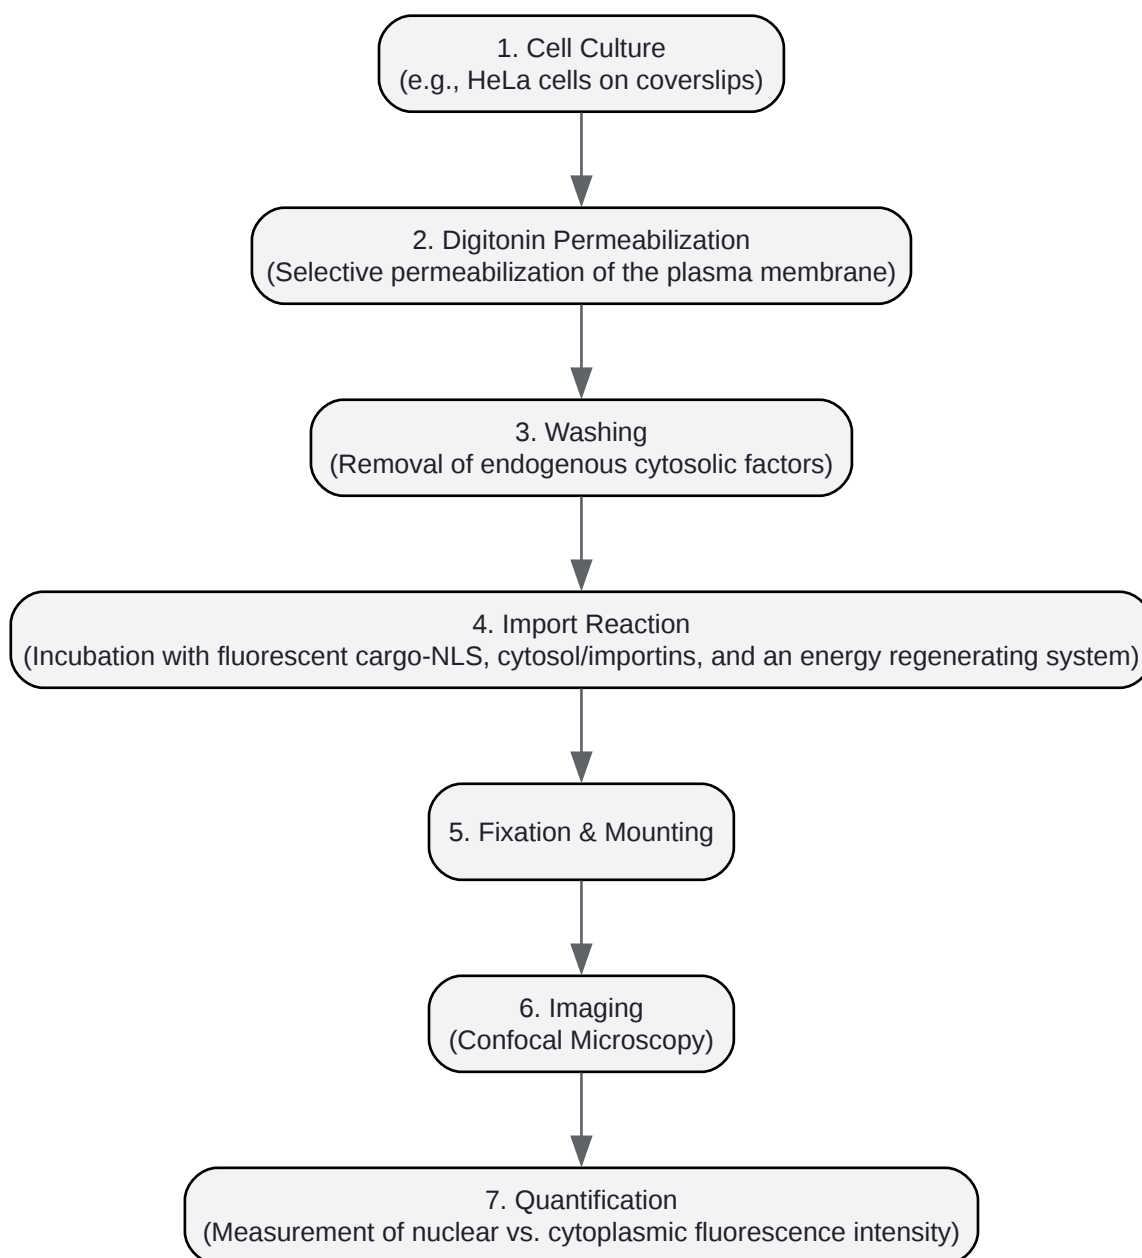 1. Cell Culture
(e.g., HeLa cells on coverslips)
2. Digitonin Permeabilization
(Selective permeabilization of the plasma membrane)
3. Washing
(Removal of endogenous cytosolic factors)
4. Import Reaction
(Incubation with fluorescent cargo-NLS, cytosol/importins, and an energy regenerating system)
5. Fixation & Mounting
6. Imaging
(Confocal Microscopy)
7. Quantification
(Measurement of nuclear vs. cytoplasmic fluorescence intensity)